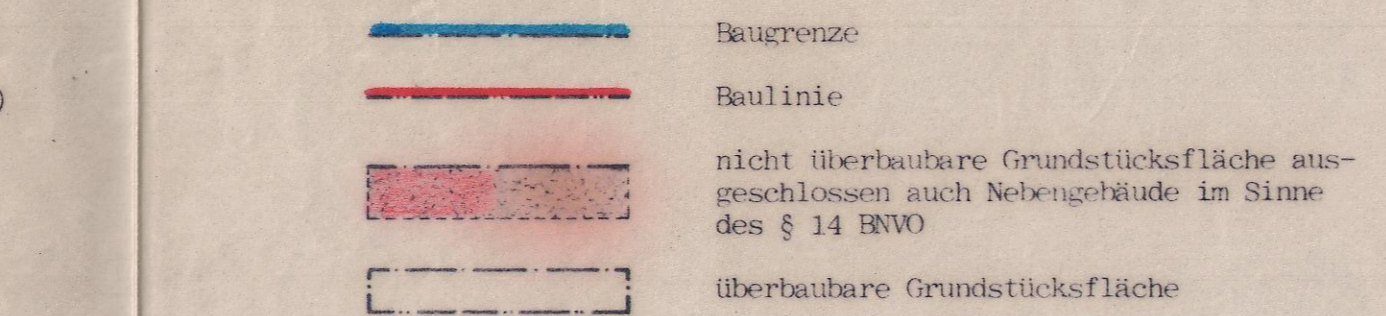 Baugrenze
Baulinie
nicht überbaubare Grundstücksfläche aus-
geschlossen auch Nebengebäude im Sinne
des § 14 BNVO
überbaubare Grundstücksfläche